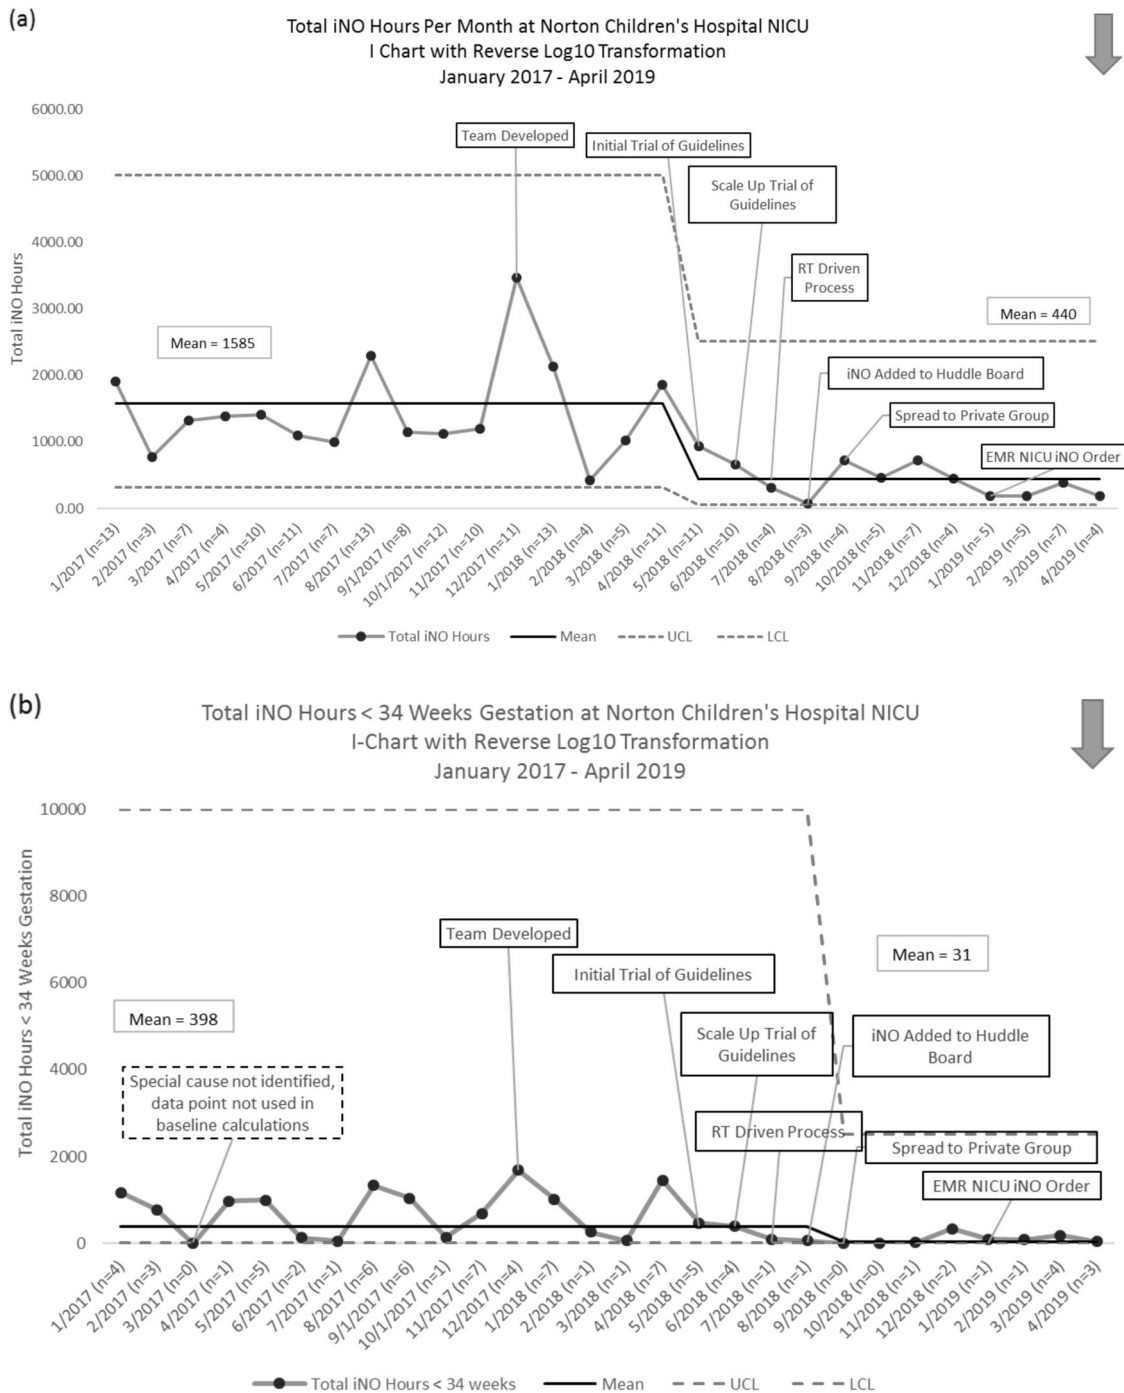 (a)
Total iNO Hours Per Month at Norton Children's Hospital NICU
I Chart with Reverse Log10 Transformation
January 2017 - April 2019
Total iNO Hours
6000.00
5000.00
4000.00
3000.00
2000.00
1000.00
0.00
Team Developed
Initial Trial of Guidelines
Scale Up Trial of
Guidelines
RT Driven
Process
Mean = 1585
Mean = 440
iNO Added to Huddle Board
Spread to Private Group
EMR NICU iNO Order
1/2017 (n=13)
2/2017 (n=3)
3/2017 (n=7)
4/2017 (n=4)
5/2017 (n=10)
6/2017 (n=11)
7/2017 (n=7)
8/2017 (n=13)
9/1/2017 (n=8)
10/1/2017 (n=12)
11/2017 (n=10)
12/2017 (n=11)
1/2018 (n=13)
2/2018 (n=4)
3/2018 (n=5)
4/2018 (n=11)
5/2018 (n=11)
6/2018 (n=10)
7/2018 (n=4)
8/2018 (n=3)
9/2018 (n=4)
10/2018 (n=5)
11/2018 (n=7)
12/2018 (n=4)
1/2019 (n= 5)
2/2019 (n=5)
3/2019 (n=7)
4/2019 (n=4)
Total iNO Hours
Mean
UCL
LCL
(b)
Total iNO Hours < 34 Weeks Gestation at Norton Children's Hospital NICU
I-Chart with Reverse Log10 Transformation
January 2017 - April 2019
Total iNO Hours < 34 Weeks Gestation
10000
8000
6000
4000
2000
0
Team Developed
Initial Trial of Guidelines
Mean = 31
Mean = 398
Scale Up Trial of
Guidelines
iNO Added to Huddle
Board
Special cause not identified,
data point not used in
baseline calculations
RT Driven Process
Spread to Private Group
EMR NICU iNO Order
1/2017 (n=4)
2/2017 (n=3)
3/2017 (n=0)
4/2017 (n=1)
5/2017 (n=5)
6/2017 (n=2)
7/2017 (n=1)
8/2017 (n=6)
9/1/2017 (n=6)
10/1/2017 (n=1)
11/2017 (n=7)
12/2017 (n=4)
1/2018 (n=7)
2/2018 (n=1)
3/2018 (n=1)
4/2018 (n=7)
5/2018 (n=5)
6/2018 (n=4)
7/2018 (n=1)
8/2018 (n=1)
9/2018 (n=0)
10/2018 (n=0)
11/2018 (n=1)
12/2018 (n=2)
1/2019 (n=1)
2/2019 (n=1)
3/2019 (n=4)
4/2019 (n=3)
Total iNO Hours < 34 weeks
Mean
UCL
LCL